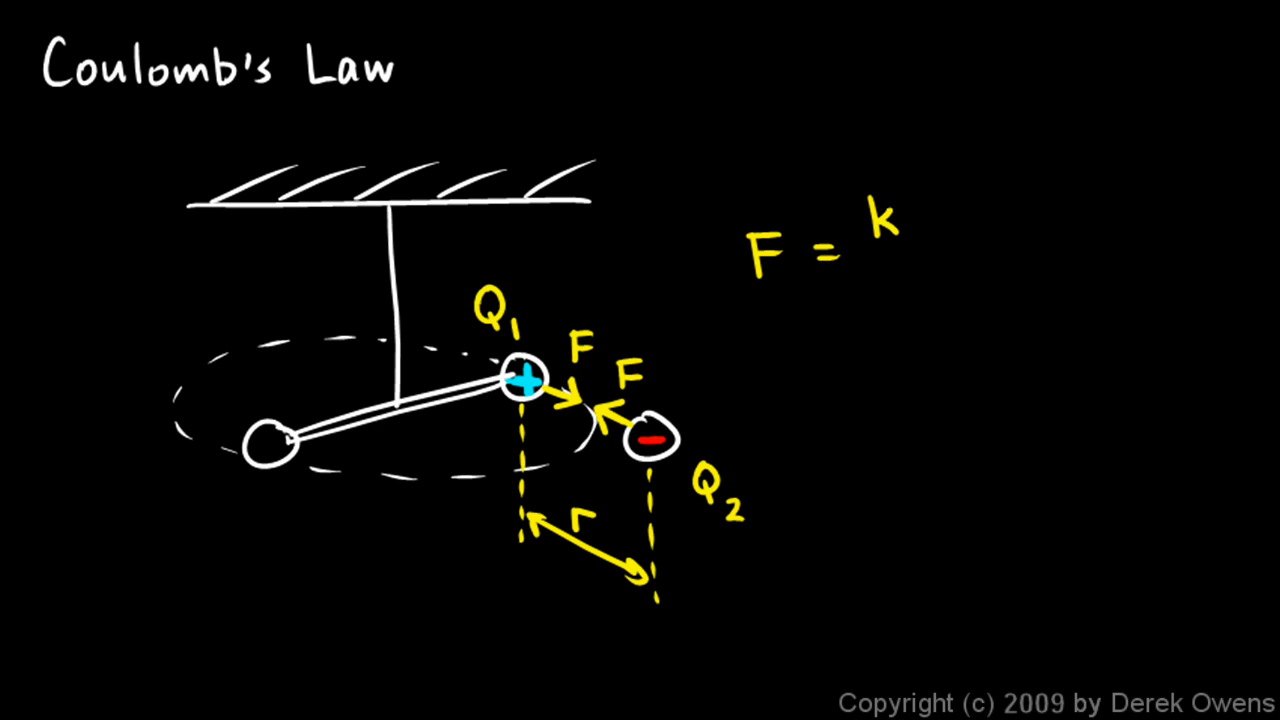 Coulomb's Law
F = k
Q1
F
F
+
-
Q2
r
Copyright (c) 2009 by Derek Owens